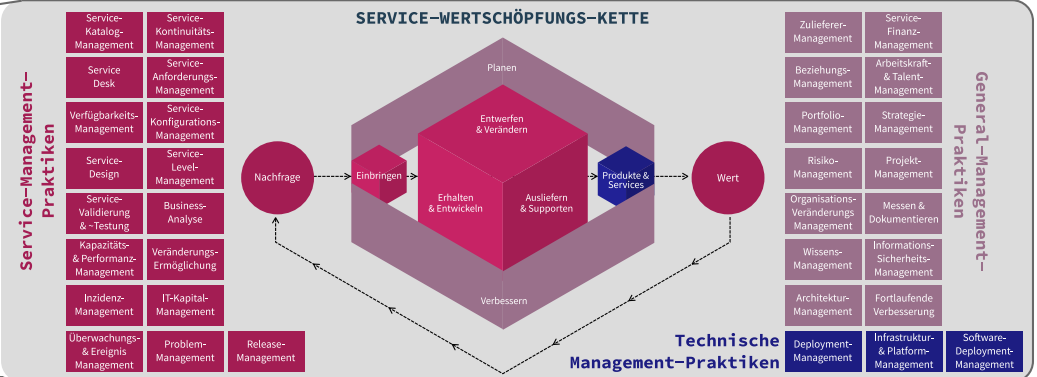 SERVICE-WERTSCHÖPFUNGS-KETTE
Service-Management-
Praktiken
Service-
Katalog-
Management
Service-
Kontinuitäts-
Management
Service
Desk
Service-
Anforderungs-
Management
Verfügbarkeits-
Management
Service-
Konfigurations-
Management
Service-
Design
Service-
Level-
Management
Service-
Validierung
& ~Testung
Business-
Analyse
Kapazitäts-
& Performanz-
Management
Veränderungs-
Ermöglichung
Inzidenz-
Management
IT-Kapital-
Management
Überwachungs-
& Ereignis
Management
Problem-
Management
Release-
Management
Nachfrage
Planen
Einbringen
Entwerfen
& Verändern
Erhalten
& Entwickeln
Ausliefern
& Supporten
Produkte &
Services
Wert
Verbessern
Zulieferer-
Management
Service-
Finanz-
Management
Beziehungs-
Management
Arbeitskraft-
& Talent-
Management
Portfolio-
Management
Strategie-
Management
Risiko-
Management
Projekt-
Management
Organisations-
Veränderungs
Management
Messen &
Dokumentieren
Wissens-
Management
Informations-
Sicherheits-
Management
Architektur-
Management
Fortlaufende
Verbesserung
General-Management-
Praktiken
Technische
Management-Praktiken
Deployment-
Management
Infrastruktur-
& Platform-
Management
Software-
Deployment-
Management